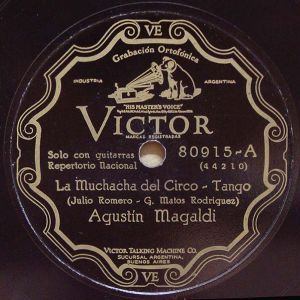 VE
Grabación Ortofónica
INDUSTRIA ARGENTINA
"HIS MASTER'S VOICE"
VICTOR
MARCAS REGISTRADAS
Solo con guitarras 80915-A
Repertorio Nacional (44210)
La Muchacha del Circo - Tango
(Julio Romero - G. Matos Rodriguez)
Agustín Magaldi
VICTOR TALKING MACHINE CO.
SUCURSAL ARGENTINA,
BUENOS AIRES
VE